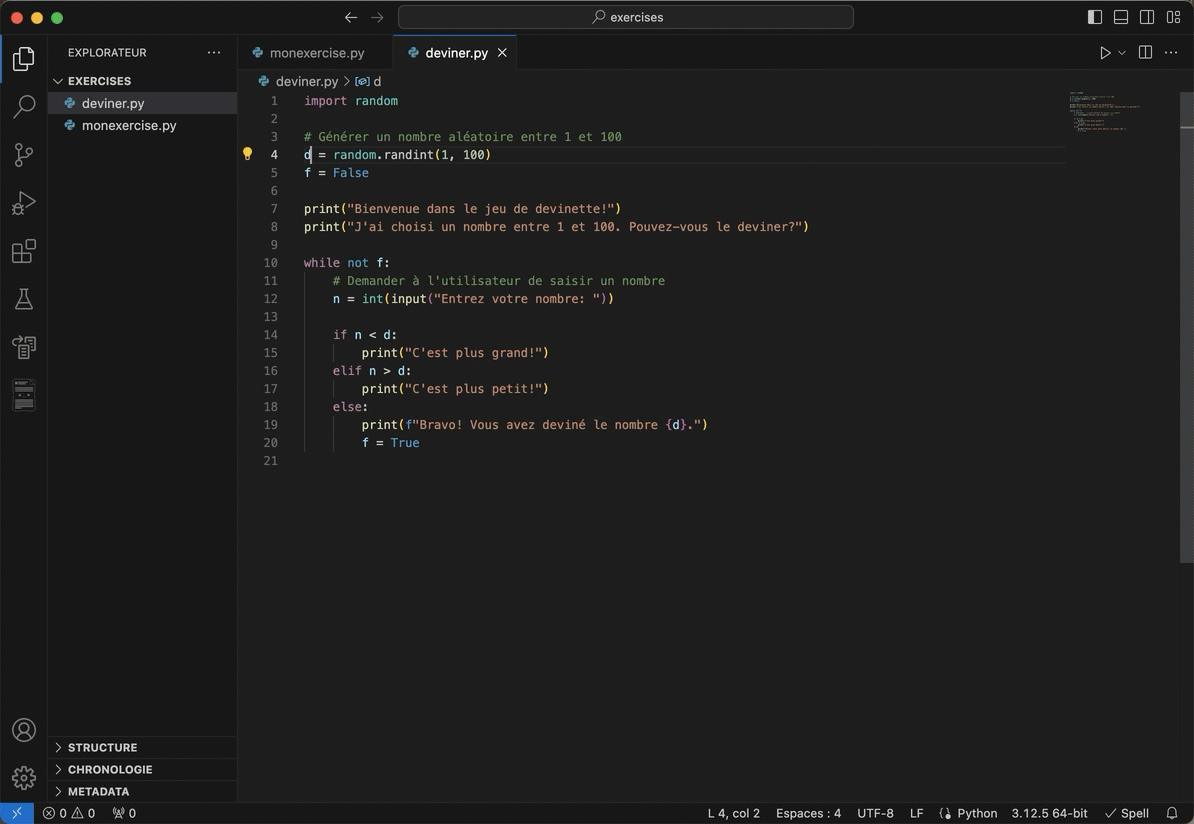 exercises
EXPLORATEUR
EXERCISES
deviner.py
monexercise.py
STRUCTURE
CHRONOLOGIE
METADATA
monexercise.py
deviner.py
deviner.py > d
1 import random
2
3 # Générer un nombre aléatoire entre 1 et 100
4 d = random.randint(1, 100)
5 f = False
6
7 print("Bienvenue dans le jeu de devinette!")
8 print("J'ai choisi un nombre entre 1 et 100. Pouvez-vous le deviner?")
9
10 while not f:
11 # Demander à l'utilisateur de saisir un nombre
12 n = int(input("Entrez votre nombre: "))
13
14 if n < d:
15 print("C'est plus grand!")
16 elif n > d:
17 print("C'est plus petit!")
18 else:
19 print(f"Bravo! Vous avez deviné le nombre {d}.")
20 f = True
21
0 0 0 L 4, col 2 Espaces : 4 UTF-8 LF Python 3.12.5 64-bit Spell